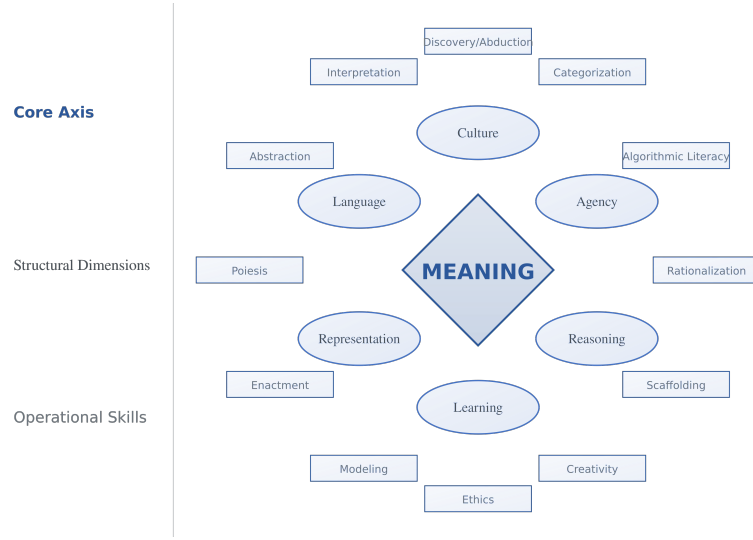 Core Axis
Structural Dimensions
Operational Skills
Discovery/Abduction
Interpretation
Categorization
Culture
Abstraction
Algorithmic Literacy
Language
Agency
Poiesis
MEANING
Rationalization
Representation
Reasoning
Enactment
Scaffolding
Learning
Modeling
Creativity
Ethics